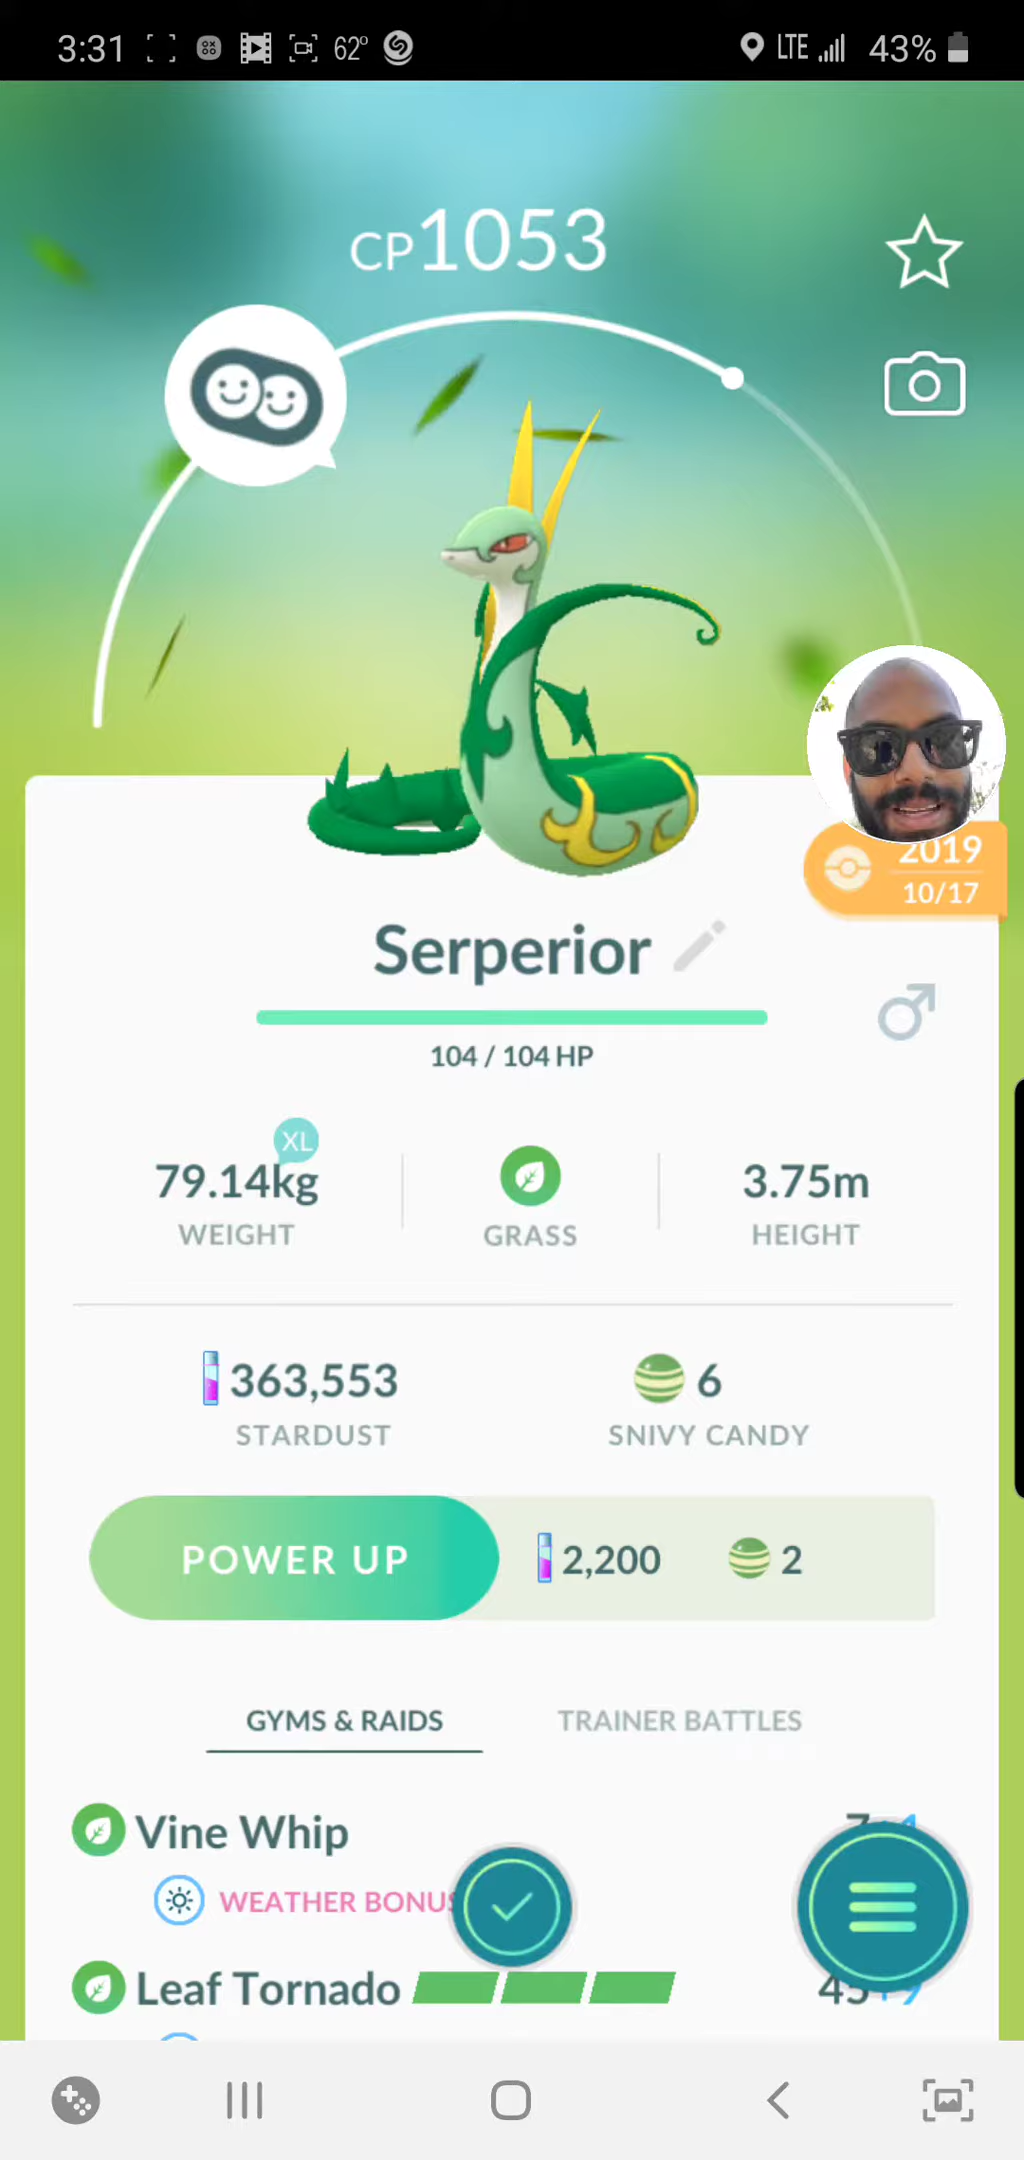 3:31 62° LTE 43%
CP1053
2019
10/17
Serperior
104 / 104 HP
XL
79.14kg
WEIGHT
GRASS
3.75m
HEIGHT
363,553
STARDUST
6
SNIVY CANDY
POWER UP 2,200 2
GYMS & RAIDS TRAINER BATTLES
Vine Whip
WEATHER BONUS
Leaf Tornado 45+9